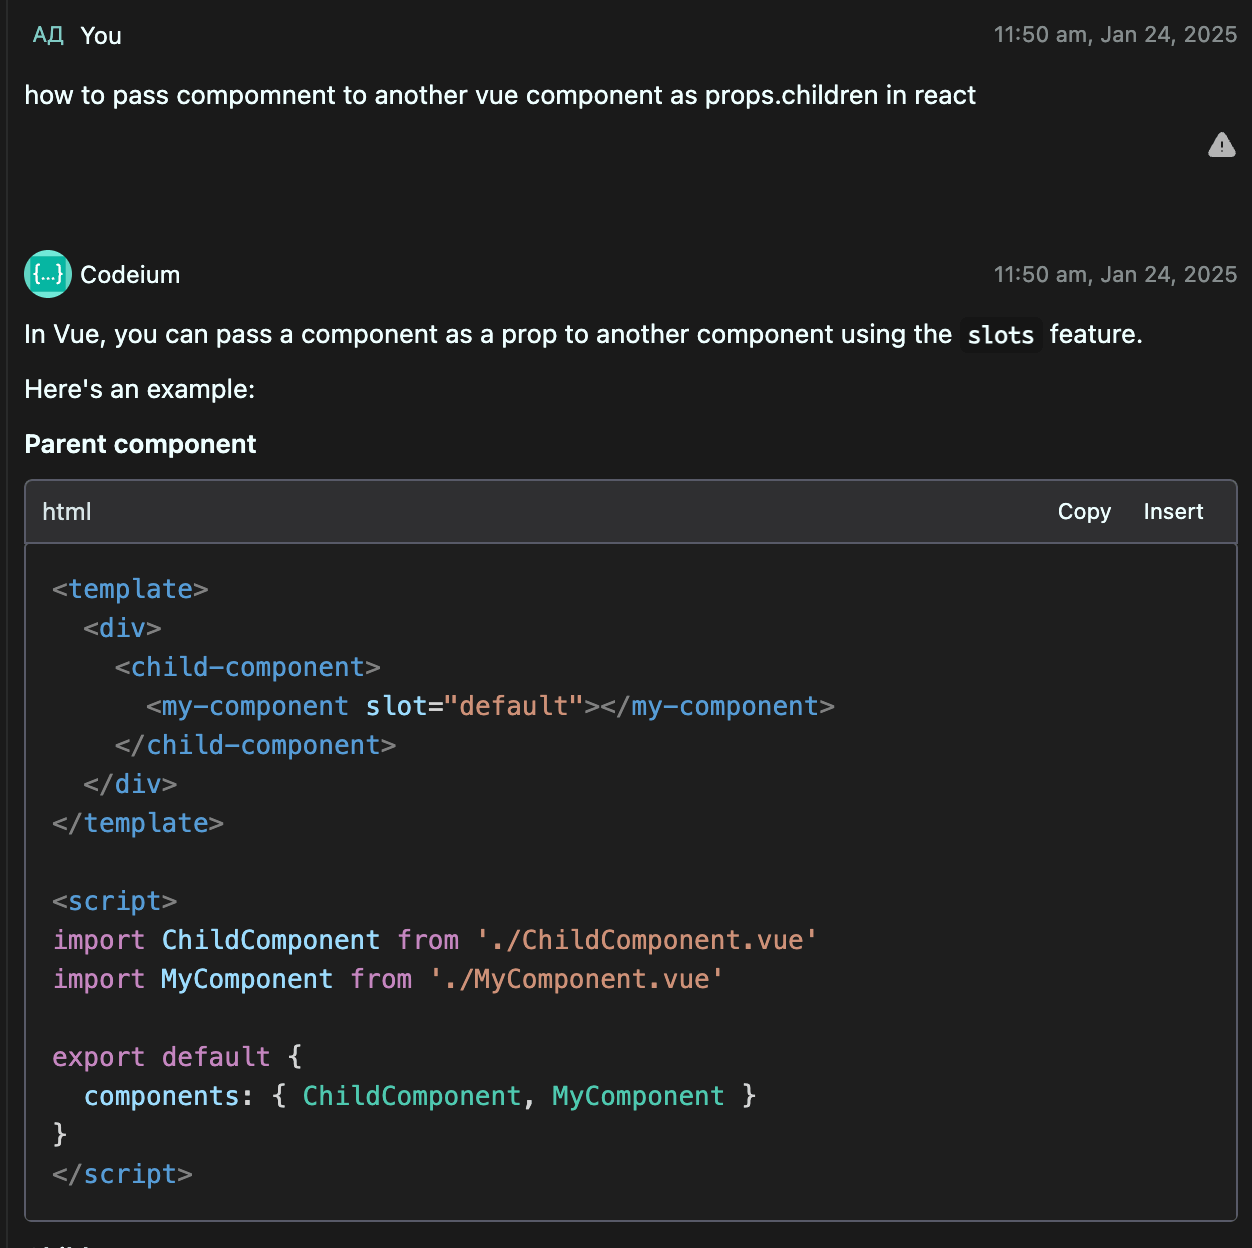 АД You 11:50 am, Jan 24, 2025
how to pass compomnent to another vue component as props.children in react
{...} Codeium 11:50 am, Jan 24, 2025
In Vue, you can pass a component as a prop to another component using the slots feature.
Here's an example:
Parent component
html Copy Insert
<template>
  <div>
    <child-component>
      <my-component slot="default"></my-component>
    </child-component>
  </div>
</template>

<script>
import ChildComponent from './ChildComponent.vue'
import MyComponent from './MyComponent.vue'

export default {
  components: { ChildComponent, MyComponent }
}
</script>